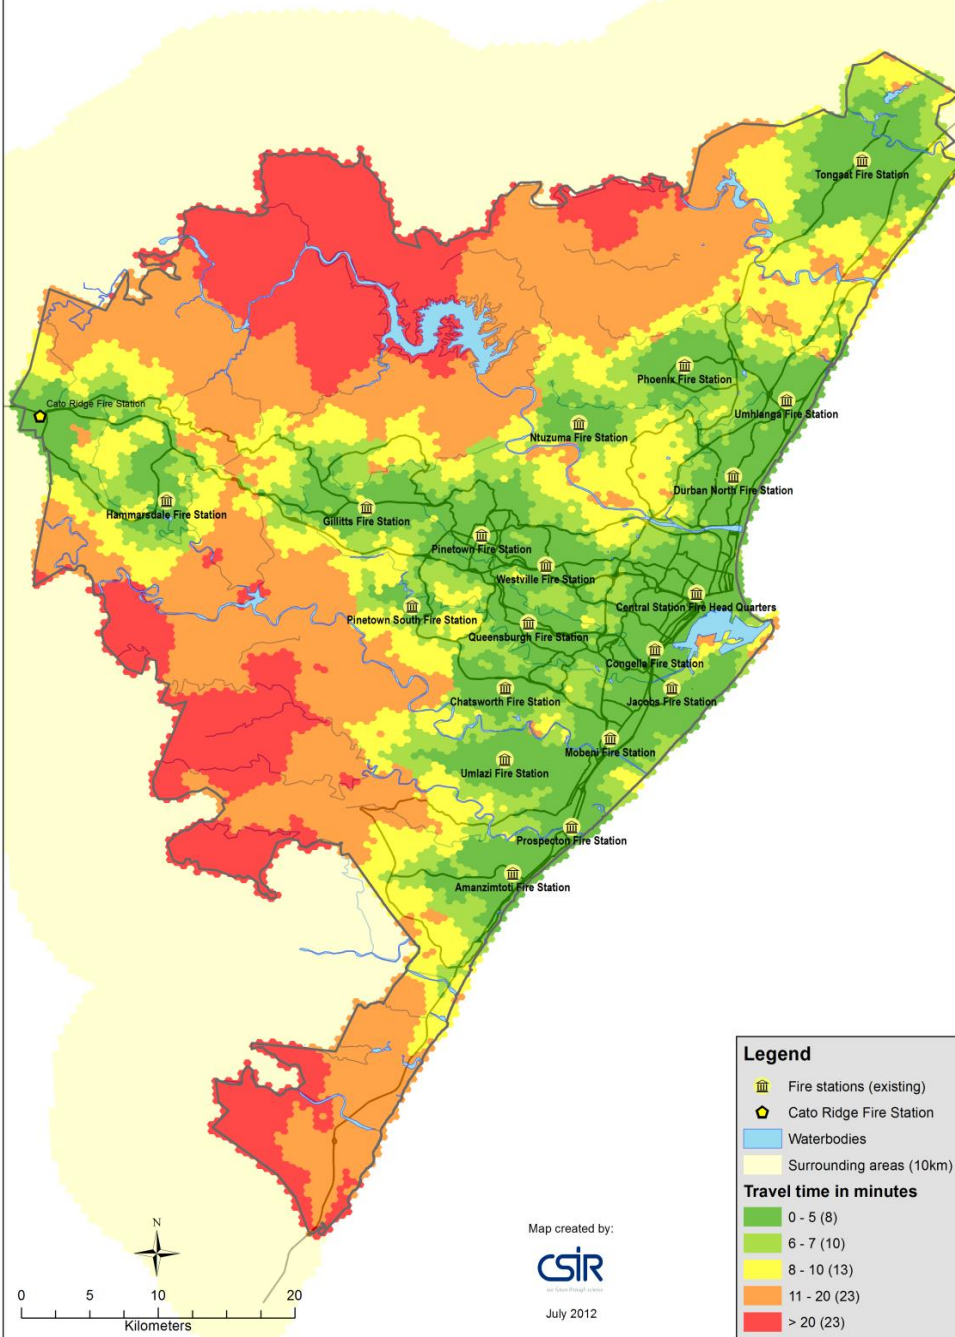 Tongaat Fire Station
Phoenix Fire Station
Umhlanga Fire Station
Cato Ridge Fire Station
Ntuzuma Fire Station
Durban North Fire Station
Hammarsdale Fire Station
Gillitts Fire Station
Pinetown Fire Station
Westville Fire Station
Central Station Fire Head Quarters
Pinetown South Fire Station
Queensburgh Fire Station
Congella Fire Station
Chatsworth Fire Station
Jacobs Fire Station
Mobeni Fire Station
Umlazi Fire Station
Prospecton Fire Station
Amanzimtoti Fire Station
Legend
Fire stations (existing)
Cato Ridge Fire Station
Waterbodies
Surrounding areas (10km)
Travel time in minutes
0 - 5 (8)
6 - 7 (10)
8 - 10 (13)
11 - 20 (23)
> 20 (23)
N
0 5 10 20
Kilometers
Map created by:
CSIR
our future through science
July 2012